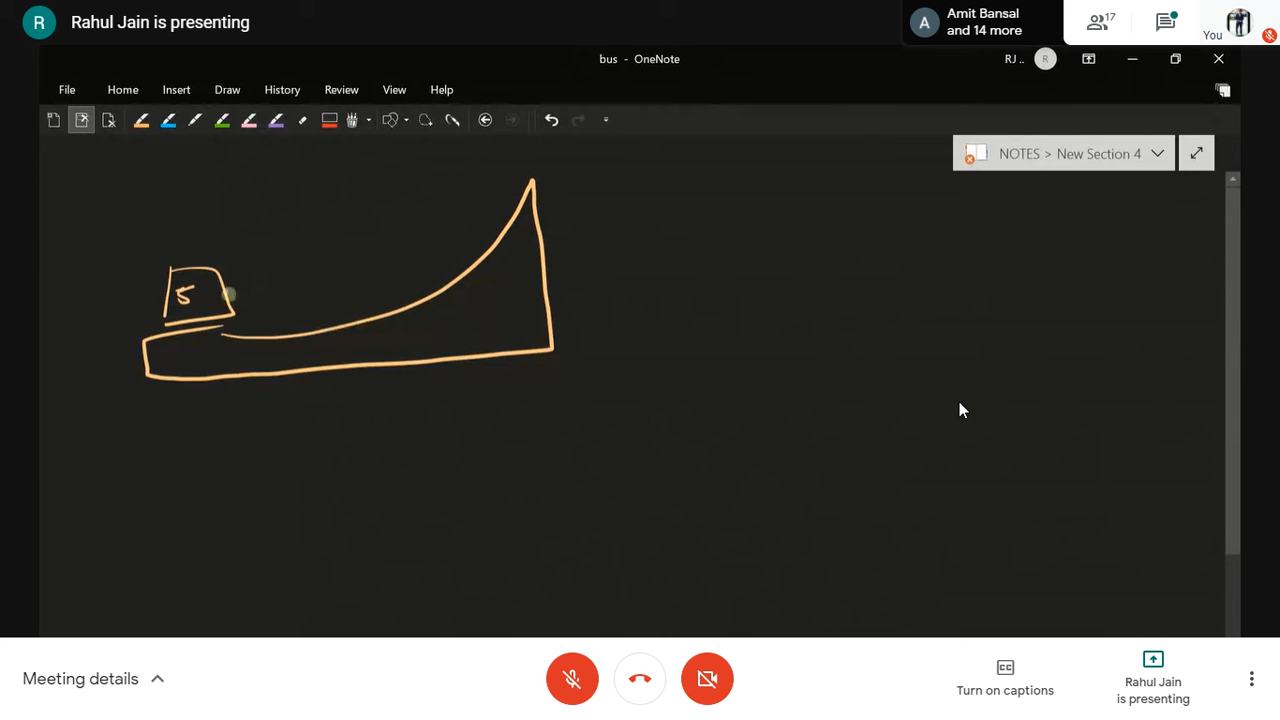 R Rahul Jain is presenting
A Amit Bansal and 14 more
17
You
bus - OneNote
RJ .. R
File Home Insert Draw History Review View Help
NOTES > New Section 4
5
Meeting details
CC
Turn on captions
Rahul Jain is presenting